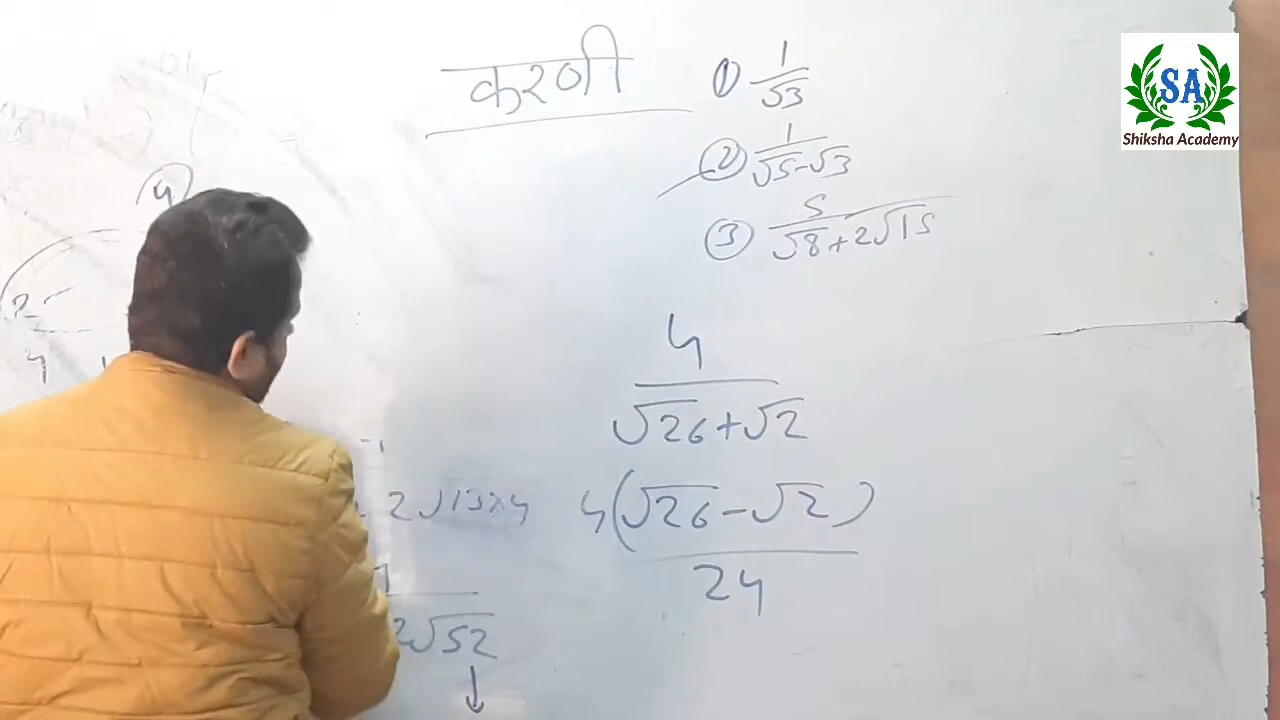 करणी
① 1/√3
② 1/(√5-√3)
③ 5/(√8+2√15)
SA
Shiksha Academy
4
4/(√26+√2)
2√13×4
4(√26-√2)/24
2√52